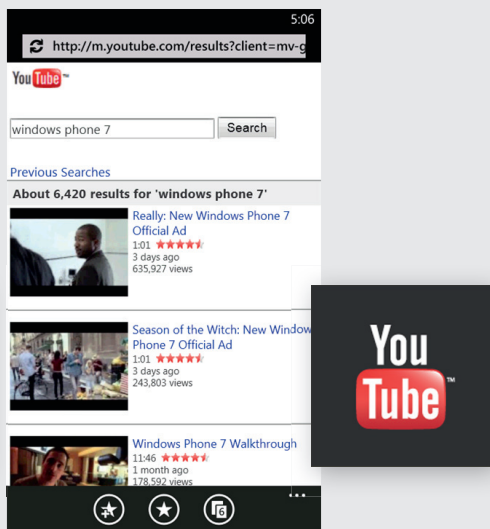 5:06
http://m.youtube.com/results?client=mv-g
YouTube™
windows phone 7 Search
Previous Searches
About 6,420 results for 'windows phone 7'
Really: New Windows Phone 7
Official Ad
1:01
3 days ago
635,927 views
Season of the Witch: New Window
Phone 7 Official Ad
1:01
3 days ago
243,803 views
Windows Phone 7 Walkthrough
11:46
1 month ago
178,592 views
6
You
Tube™